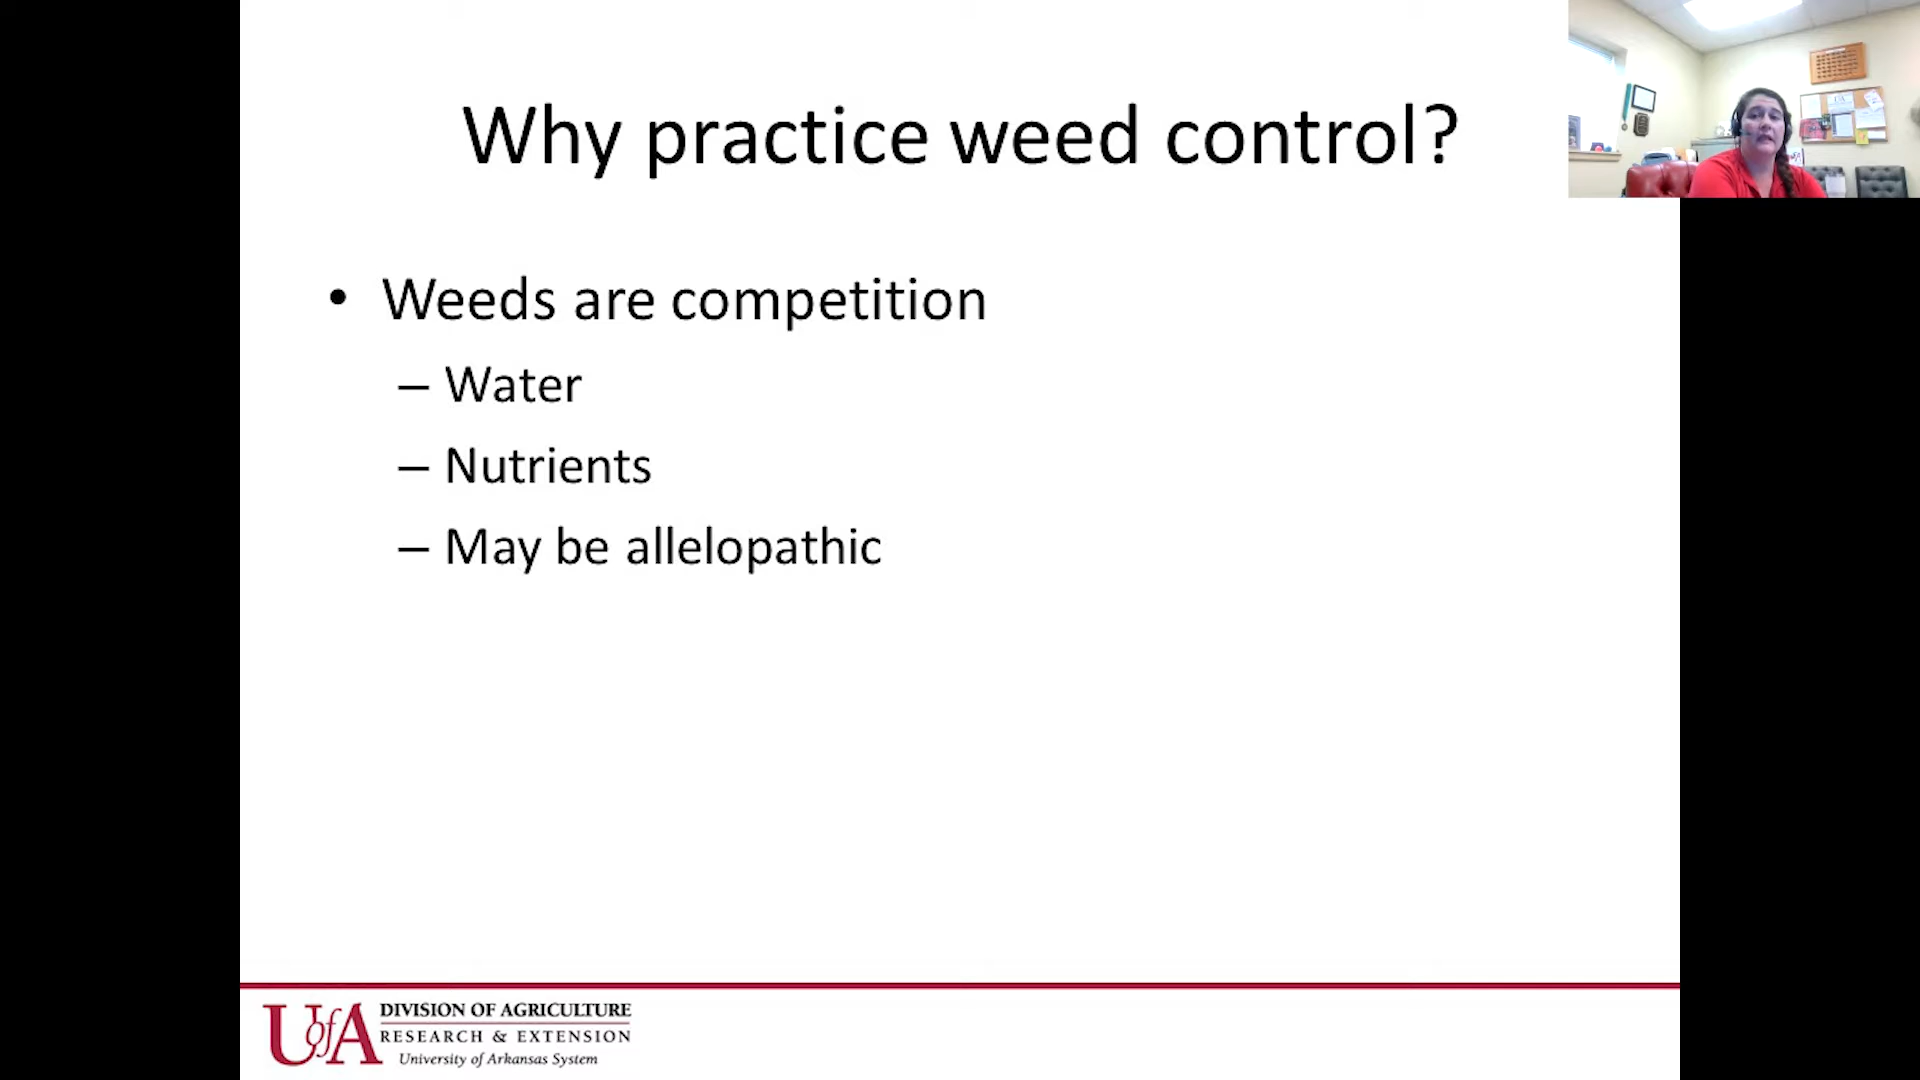 Why practice weed control?
• Weeds are competition
– Water
– Nutrients
– May be allelopathic
UofA
DIVISION OF AGRICULTURE
RESEARCH & EXTENSION
University of Arkansas System